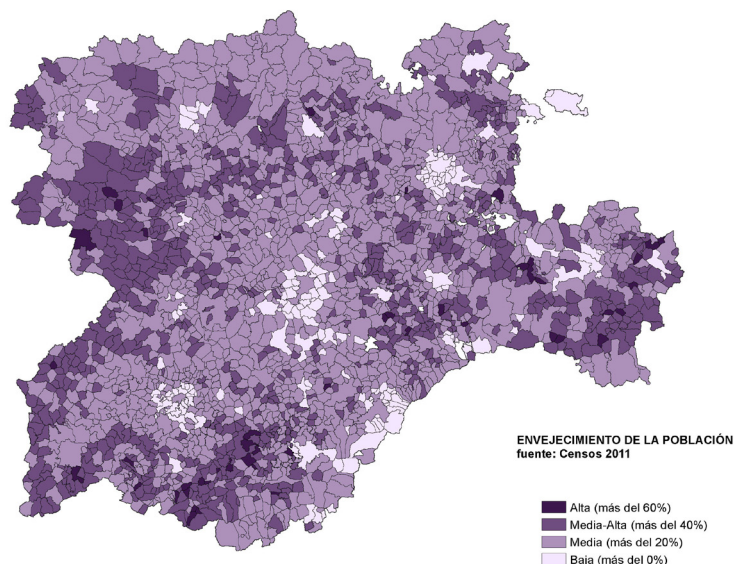 ENVEJECIMIENTO DE LA POBLACIÓN
fuente: Censos 2011
Alta (más del 60%)
Media-Alta (más del 40%)
Media (más del 20%)
Baja (más del 0%)